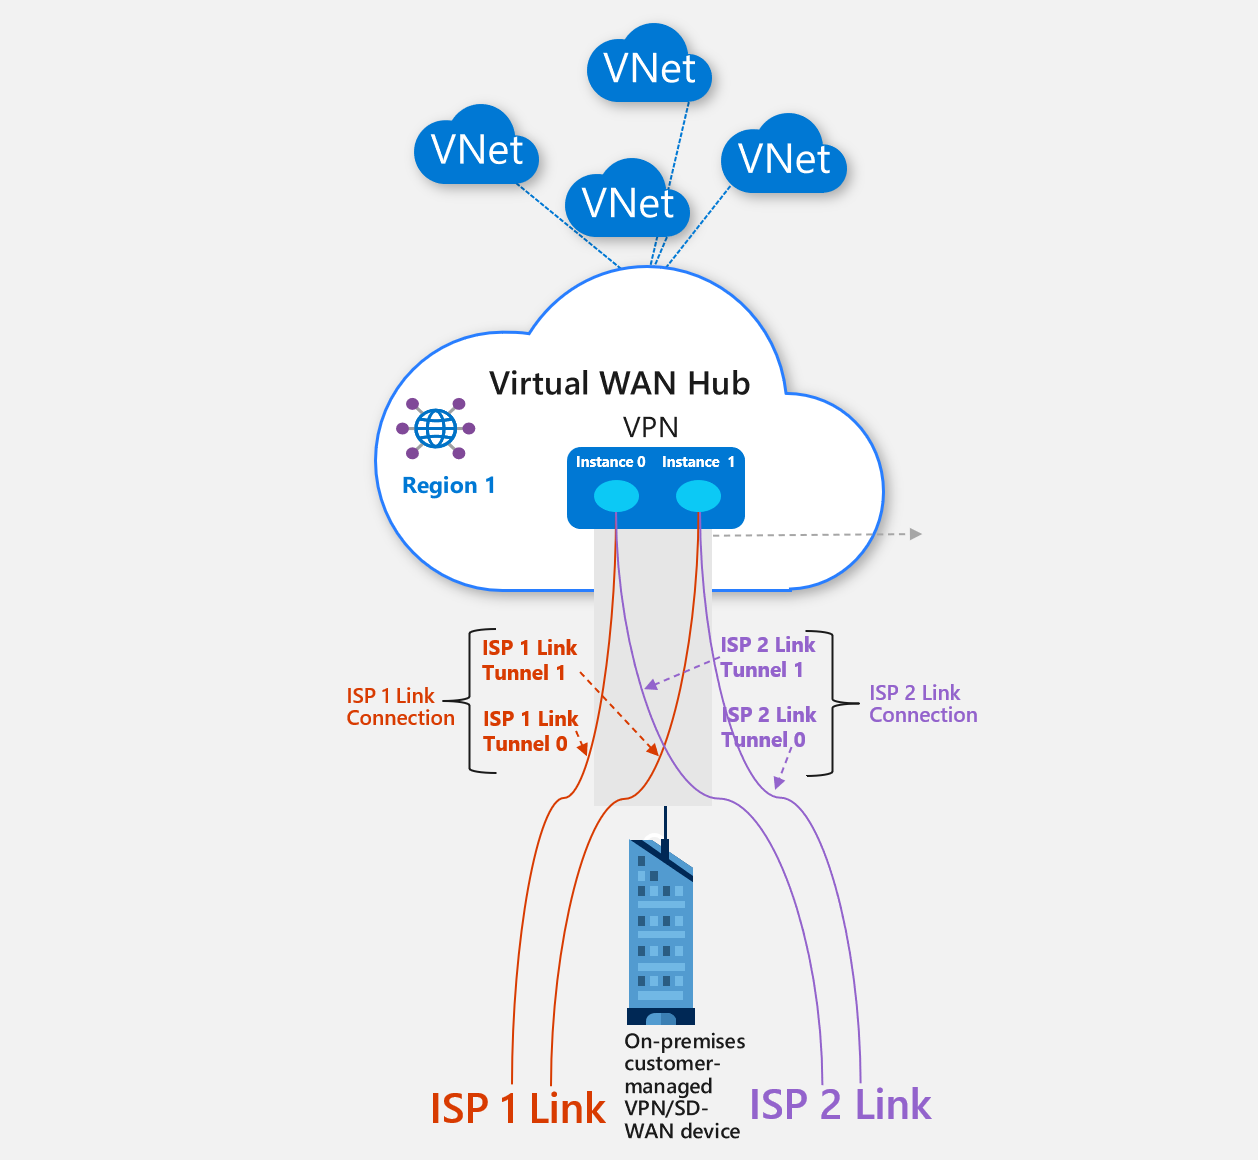 VNet
VNet
VNet
VNet
Virtual WAN Hub
VPN
Instance 0
Instance 1
Region 1
ISP 1 Link
Tunnel 1
ISP 2 Link
Tunnel 1
ISP 1 Link
Connection
ISP 2 Link
Connection
ISP 1 Link
Tunnel 0
ISP 2 Link
Tunnel 0
On-premises
customer-
managed
VPN/SD-
WAN device
ISP 1 Link
ISP 2 Link